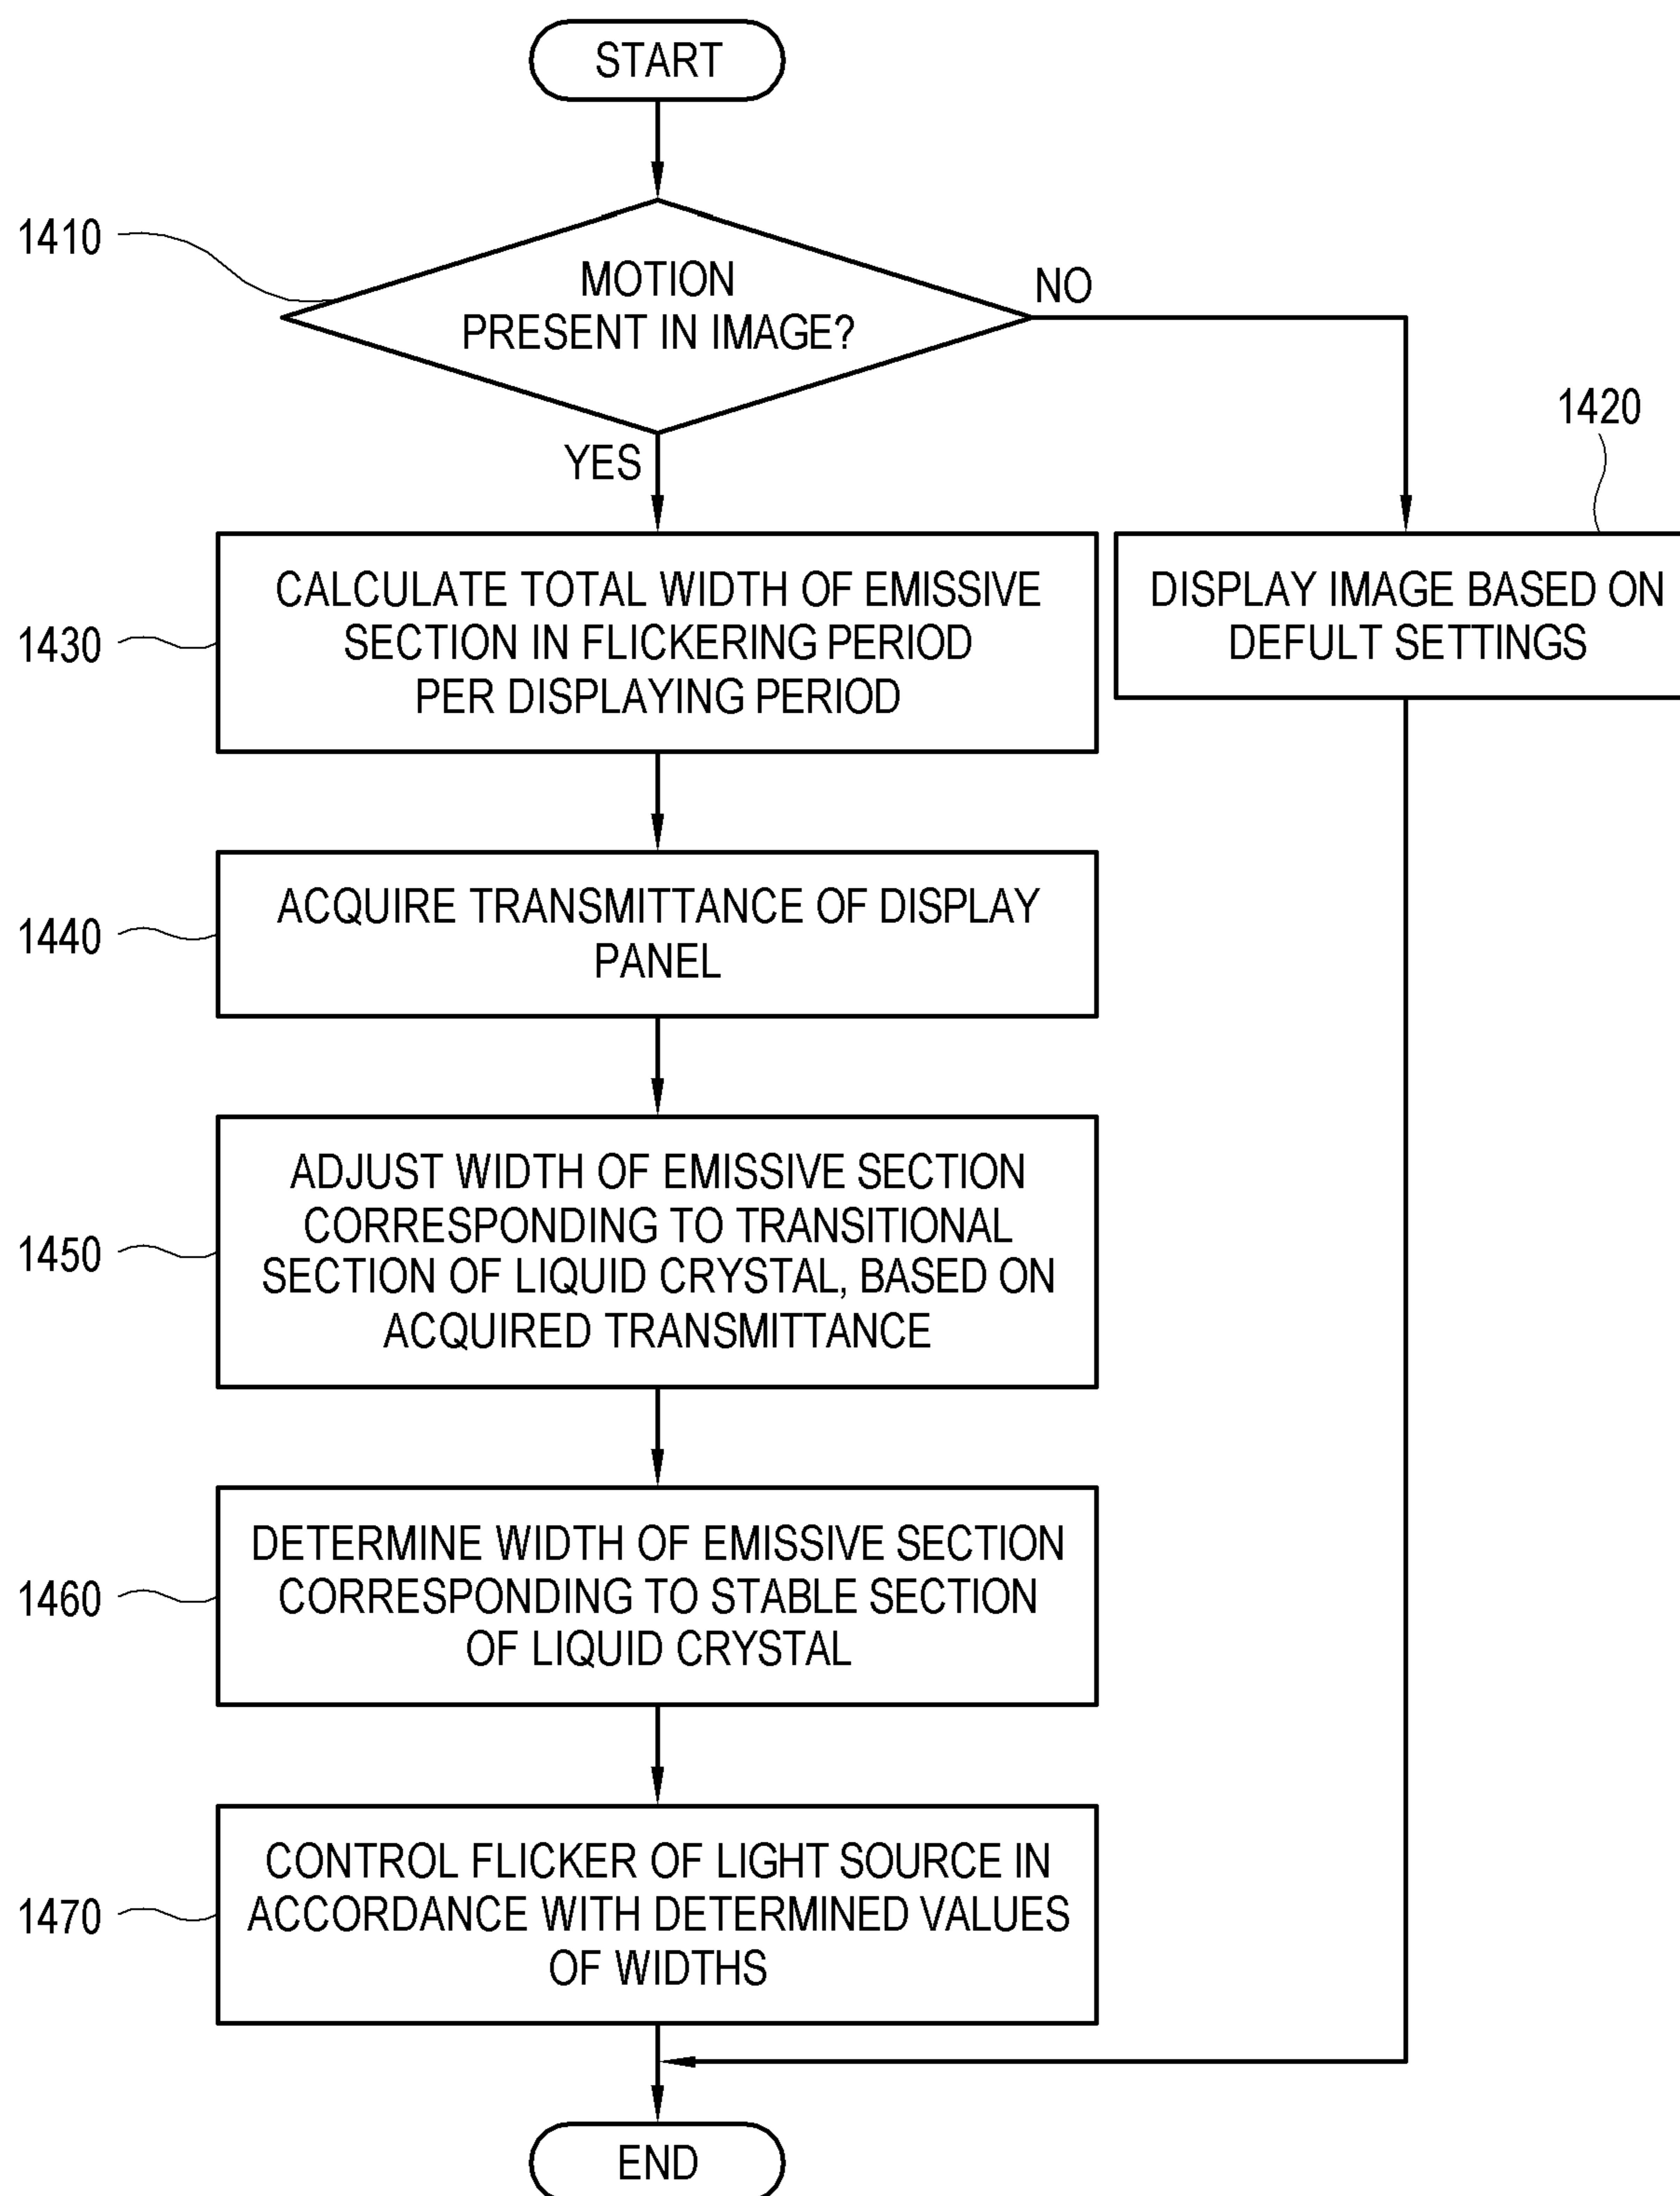 START
1410
MOTION
PRESENT IN IMAGE?
NO
1420
YES
CALCULATE TOTAL WIDTH OF EMISSIVE
SECTION IN FLICKERING PERIOD
PER DISPLAYING PERIOD
1430
DISPLAY IMAGE BASED ON
DEFULT SETTINGS
1440
ACQUIRE TRANSMITTANCE OF DISPLAY
PANEL
1450
ADJUST WIDTH OF EMISSIVE SECTION
CORRESPONDING TO TRANSITIONAL
SECTION OF LIQUID CRYSTAL, BASED ON
ACQUIRED TRANSMITTANCE
1460
DETERMINE WIDTH OF EMISSIVE SECTION
CORRESPONDING TO STABLE SECTION
OF LIQUID CRYSTAL
1470
CONTROL FLICKER OF LIGHT SOURCE IN
ACCORDANCE WITH DETERMINED VALUES
OF WIDTHS
END